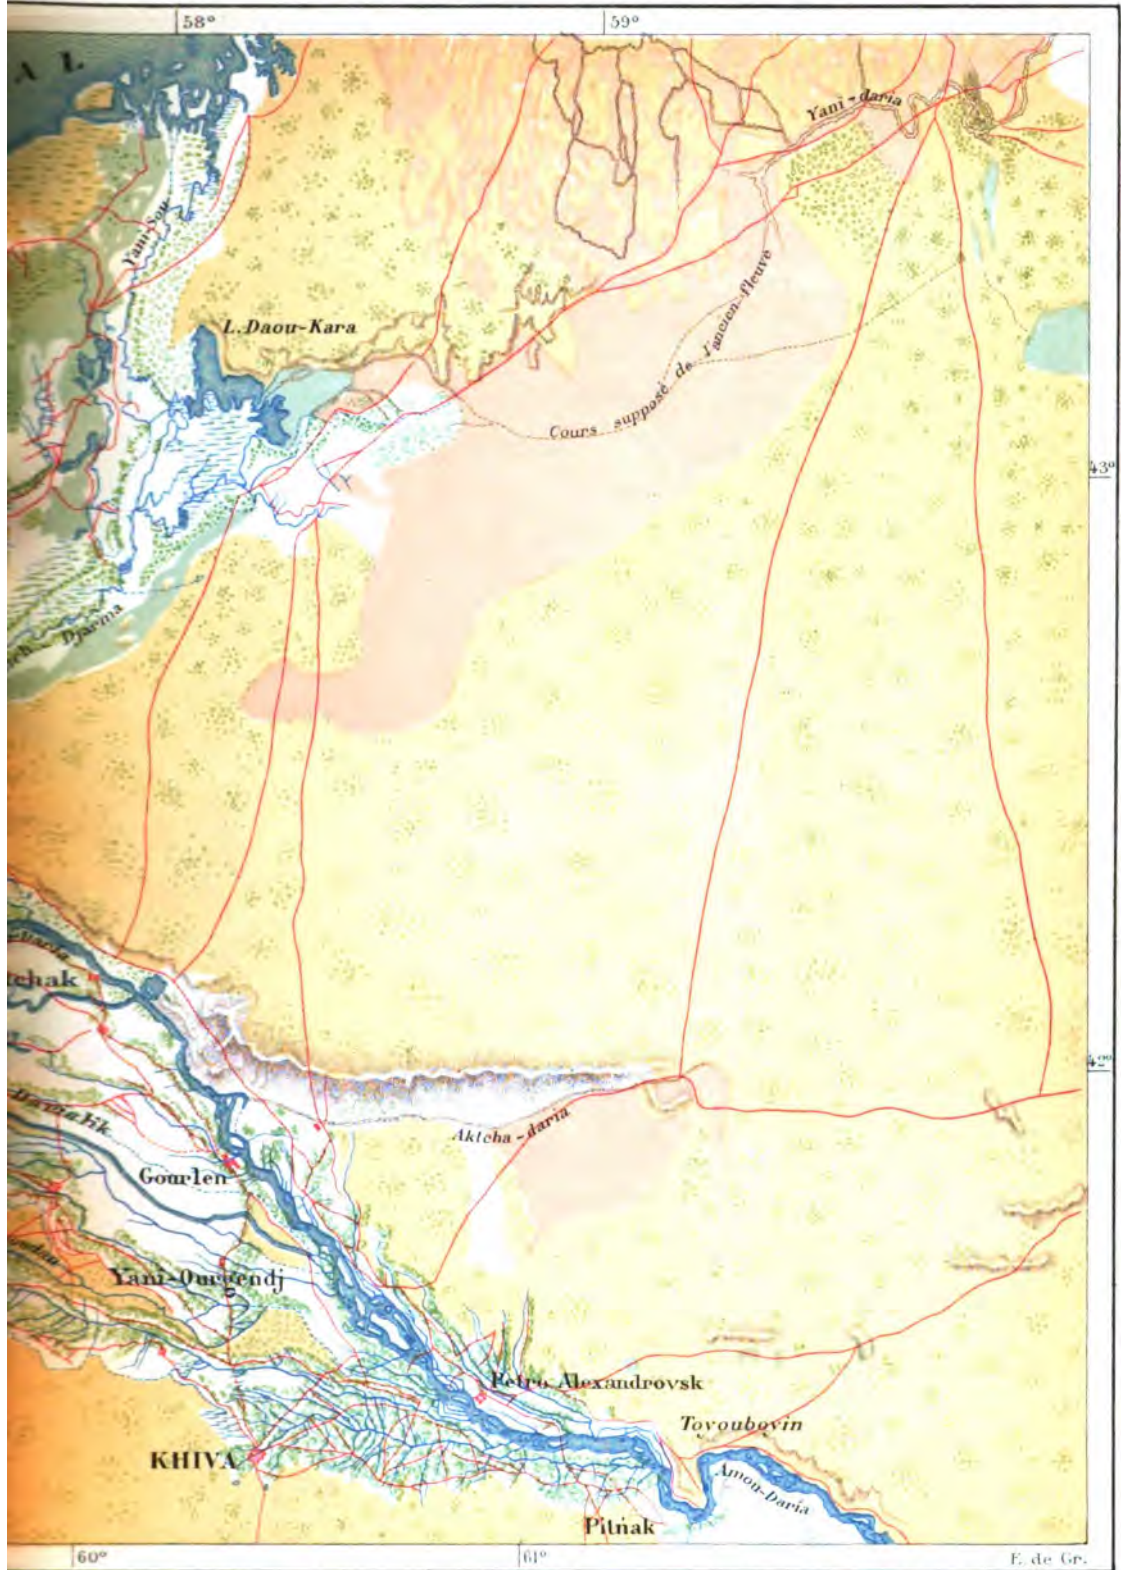 58°
59°
A L
Yani-daria
Yani-Sou
L. Daou-Kara
Cours supposé de l'ancien fleuve
43°
Djarma
tchak
42°
Aktcha-daria
Gourlen
Yani-Ourgendj
Petro Alexandrovsk
Toyouboyin
KHIVA
Amou-Daria
Pitnak
60°
61°
E. de Gr.